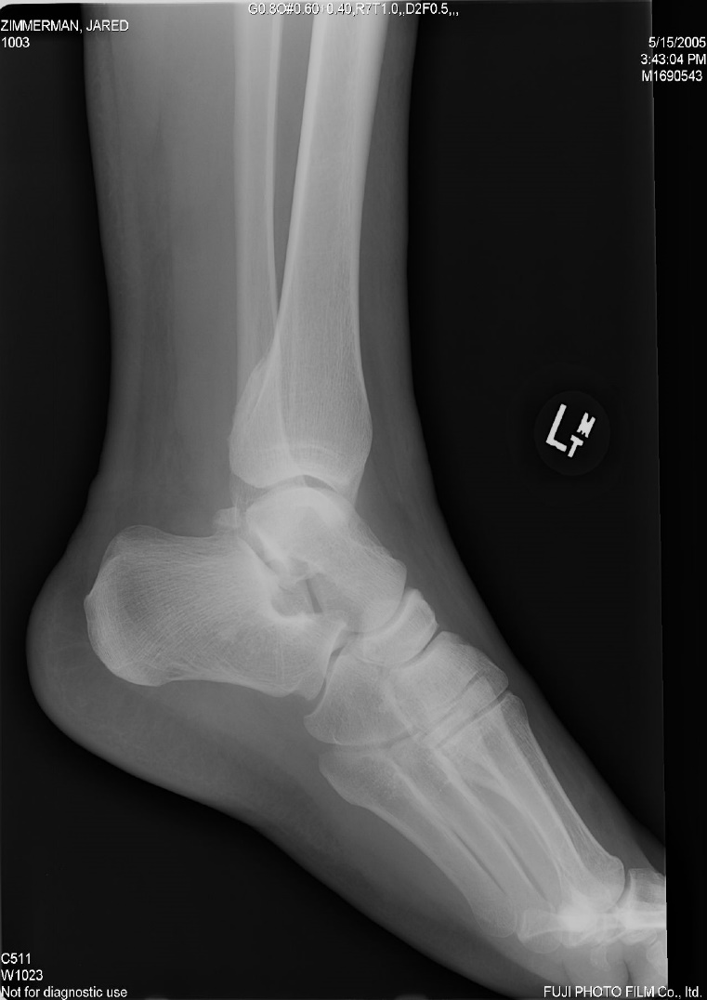 G0.8O#0.60+0.40,R7T1.0,,D2F0.5,,,
ZIMMERMAN, JARED
1003
5/15/2005
3:43:04 PM
M1690543
LT
M
C511
W1023
Not for diagnostic use
FUJI PHOTO FILM Co., ltd.